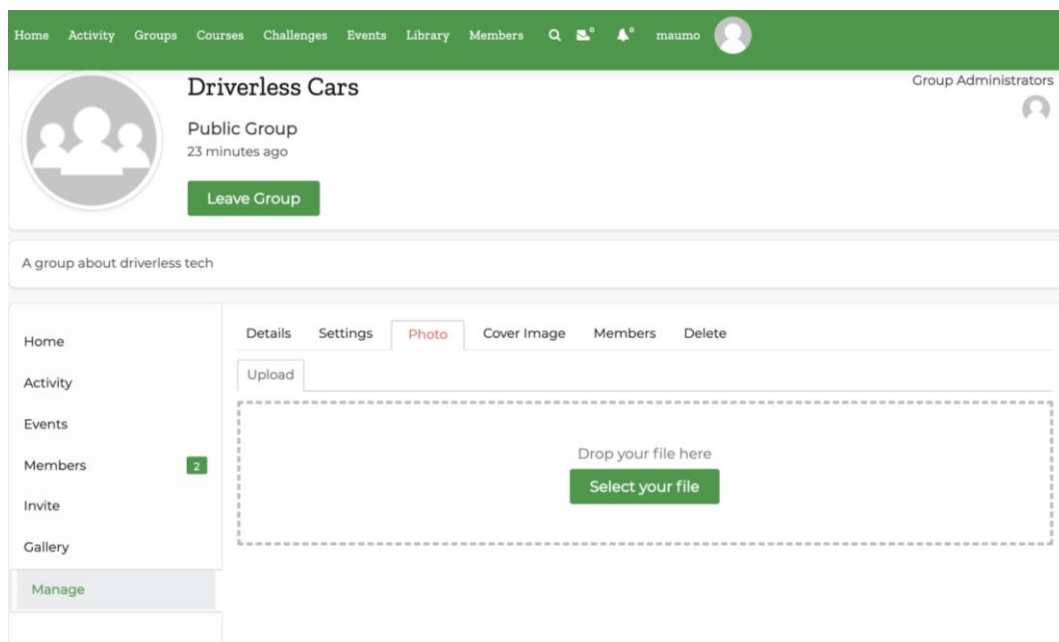 Home Activity Groups Courses Challenges Events Library Members 0 0 maumo
Driverless Cars
Group Administrators
Public Group
23 minutes ago
Leave Group
A group about driverless tech
Home
Activity
Events
Members 2
Invite
Gallery
Manage
Details Settings Photo Cover Image Members Delete
Upload
Drop your file here
Select your file